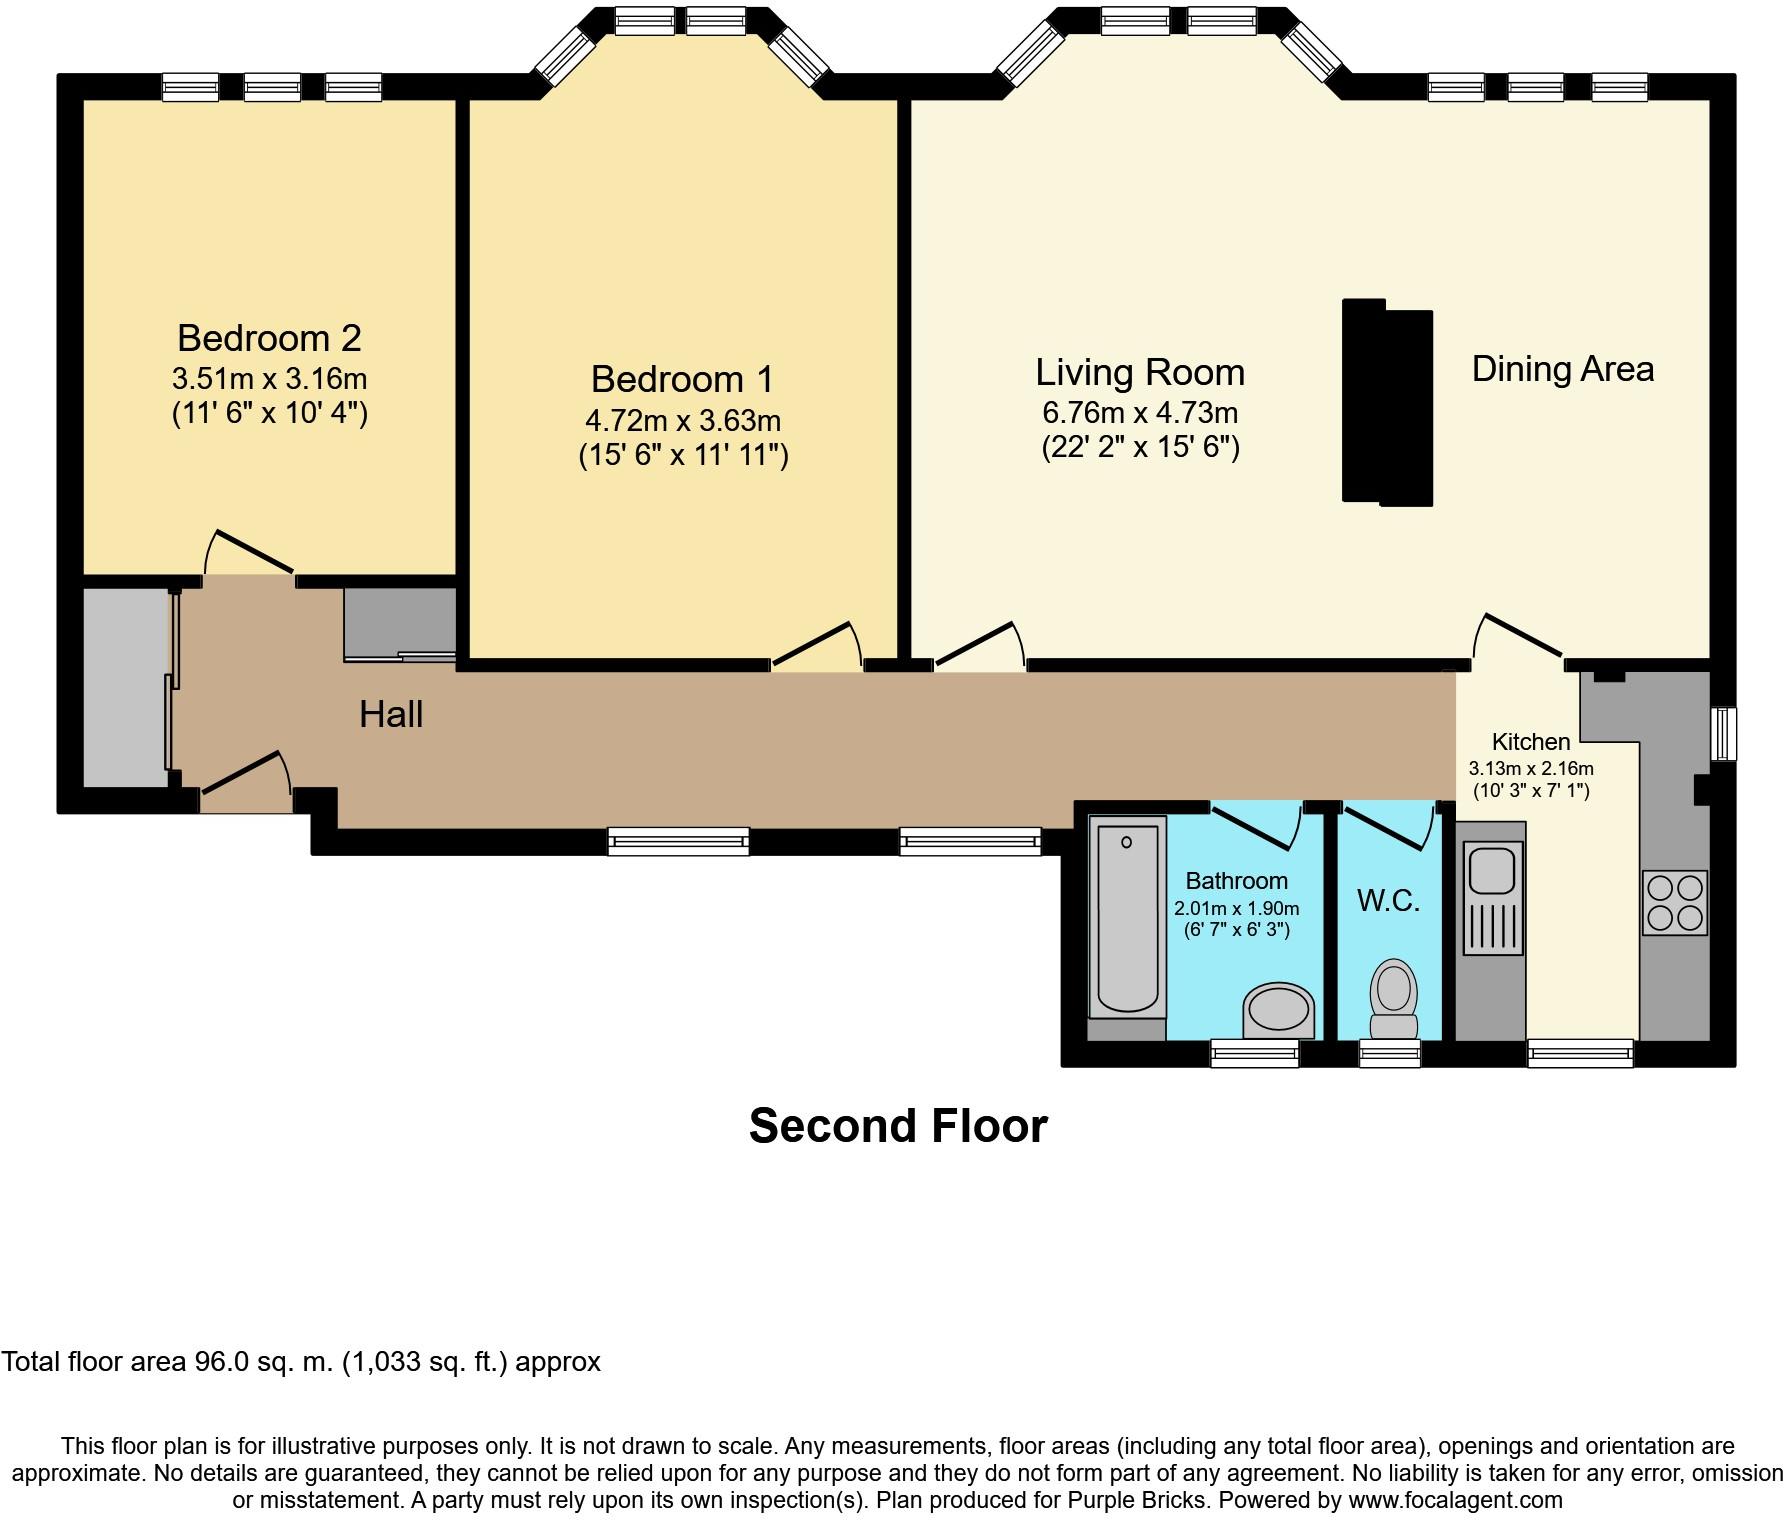 Bedroom 2
3.51m x 3.16m
(11' 6" x 10' 4")
Bedroom 1
4.72m x 3.63m
(15' 6" x 11' 11")
Living Room
6.76m x 4.73m
(22' 2" x 15' 6")
Dining Area
Hall
Kitchen
3.13m x 2.16m
(10' 3" x 7' 1")
Bathroom
2.01m x 1.90m
(6' 7" x 6' 3")
W.C.
Second Floor
Total floor area 96.0 sq. m. (1,033 sq. ft.) approx
This floor plan is for illustrative purposes only. It is not drawn to scale. Any measurements, floor areas (including any total floor area), openings and orientation are
approximate. No details are guaranteed, they cannot be relied upon for any purpose and they do not form part of any agreement. No liability is taken for any error, omission
or misstatement. A party must rely upon its own inspection(s). Plan produced for Purple Bricks. Powered by www.focalagent.com